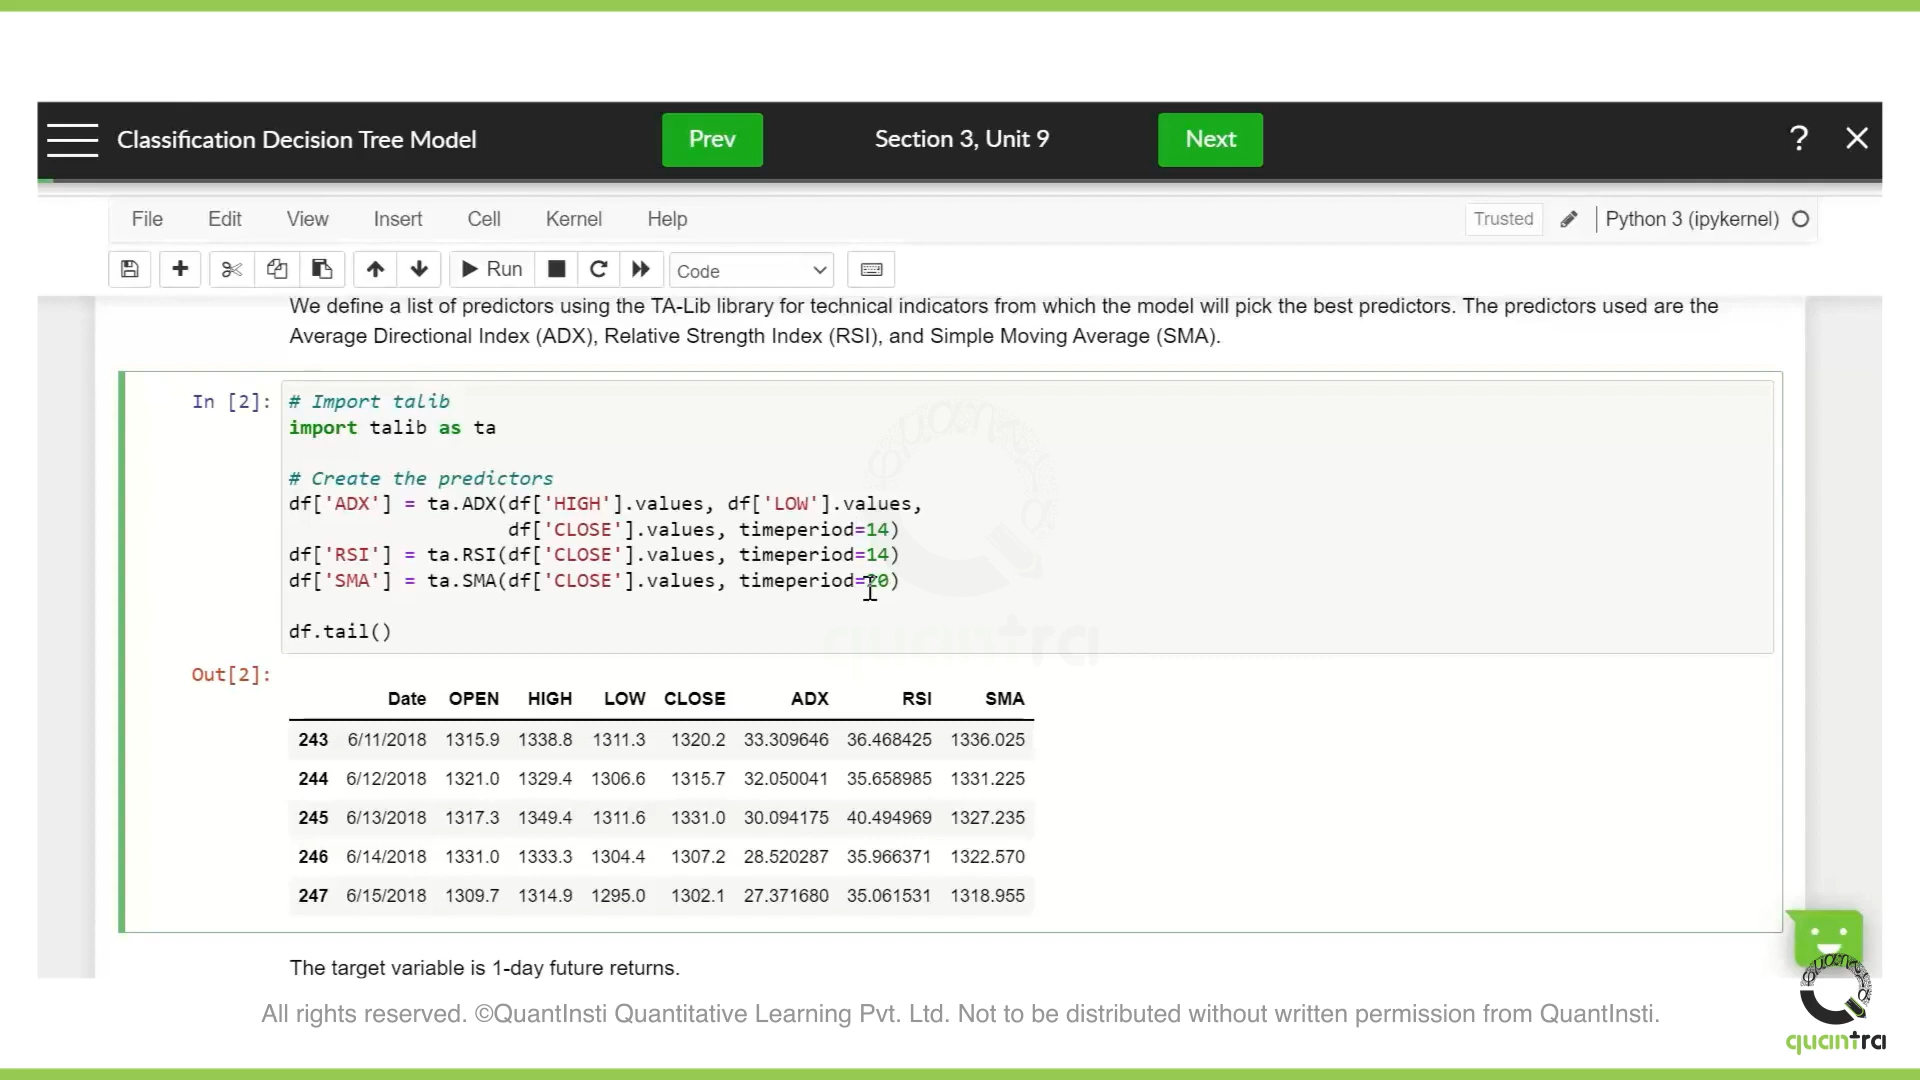 Classification Decision Tree Model Prev Section 3, Unit 9 Next ?
File Edit View Insert Cell Kernel Help Trusted Python 3 (ipykernel)
Run Code
We define a list of predictors using the TA-Lib library for technical indicators from which the model will pick the best predictors. The predictors used are the
Average Directional Index (ADX), Relative Strength Index (RSI), and Simple Moving Average (SMA).
In [2]: # Import talib
import talib as ta
# Create the predictors
df['ADX'] = ta.ADX(df['HIGH'].values, df['LOW'].values,
df['CLOSE'].values, timeperiod=14)
df['RSI'] = ta.RSI(df['CLOSE'].values, timeperiod=14)
df['SMA'] = ta.SMA(df['CLOSE'].values, timeperiod=20)
df.tail()
quantra
Out[2]:
Date OPEN HIGH LOW CLOSE ADX RSI SMA
243 6/11/2018 1315.9 1338.8 1311.3 1320.2 33.309646 36.468425 1336.025
244 6/12/2018 1321.0 1329.4 1306.6 1315.7 32.050041 35.658985 1331.225
245 6/13/2018 1317.3 1349.4 1311.6 1331.0 30.094175 40.494969 1327.235
246 6/14/2018 1331.0 1333.3 1304.4 1307.2 28.520287 35.966371 1322.570
247 6/15/2018 1309.7 1314.9 1295.0 1302.1 27.371680 35.061531 1318.955
The target variable is 1-day future returns.
All rights reserved. ©QuantInsti Quantitative Learning Pvt. Ltd. Not to be distributed without written permission from QuantInsti.
quantra